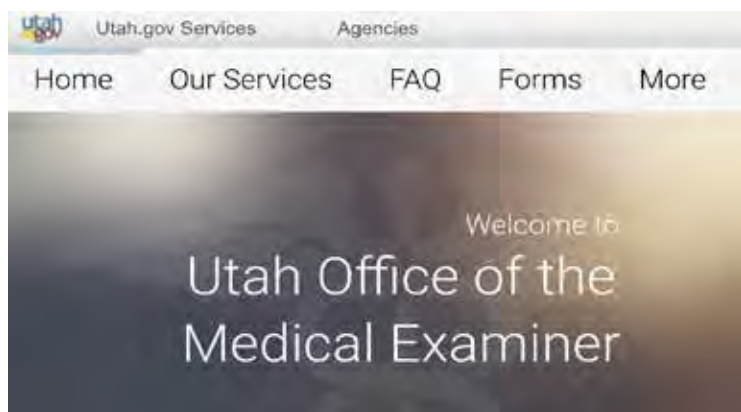 utah.gov Utah.gov Services Agencies
Home Our Services FAQ Forms More
Welcome to
Utah Office of the
Medical Examiner